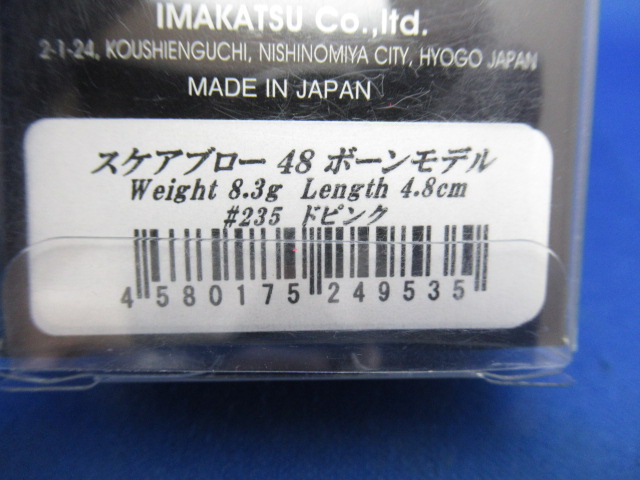 IMAKATSU Co.,ltd.
2-1-24, KOUSHIENGUCHI, NISHINOMIYA CITY, HYOGO JAPAN
MADE IN JAPAN
スケアブロー 48 ボーンモデル
Weight 8.3g Length 4.8cm
#235 ドピンク
4 580175 249535